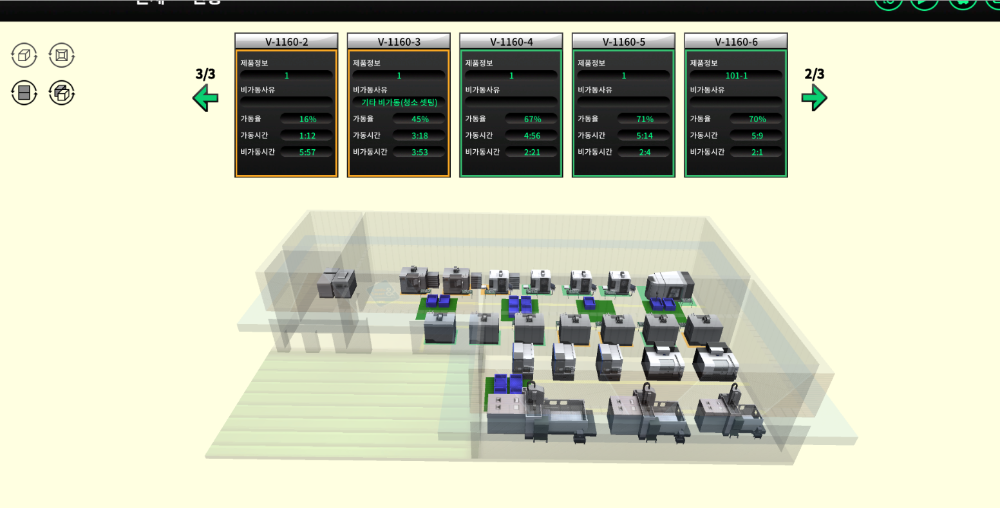 V-1160-2
제품정보
1
비가동사유
가동율 16%
가동시간 1:12
비가동시간 5:57
V-1160-3
제품정보
1
비가동사유
기타 비가동(청소 셋팅)
가동율 45%
가동시간 3:18
비가동시간 3:53
V-1160-4
제품정보
1
비가동사유
가동율 67%
가동시간 4:56
비가동시간 2:21
V-1160-5
제품정보
1
비가동사유
가동율 71%
가동시간 5:14
비가동시간 2:4
V-1160-6
제품정보
101-1
비가동사유
가동율 70%
가동시간 5:9
비가동시간 2:1
3/3
2/3